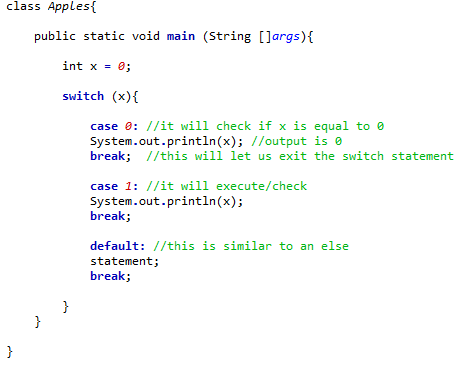 class Apples{
public static void main (String []args){
int x = 0;
switch (x){
case 0: //it will check if x is equal to 0
System.out.println(x); //output is 0
break;  //this will let us exit the switch statement
case 1: //it will execute/check
System.out.println(x);
break;
default: //this is similar to an else
statement;
break;
}
}
}